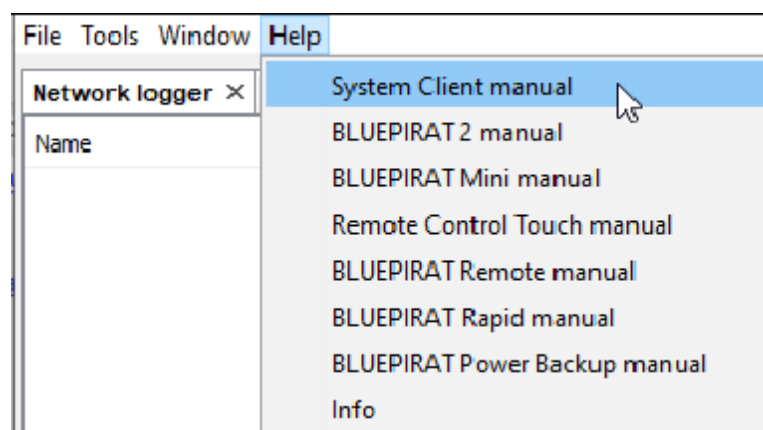 File Tools Window Help
Network logger ×
Name
System Client manual
BLUEPIRAT 2 manual
BLUEPIRAT Mini manual
Remote Control Touch manual
BLUEPIRAT Remote manual
BLUEPIRAT Rapid manual
BLUEPIRAT Power Backup manual
Info